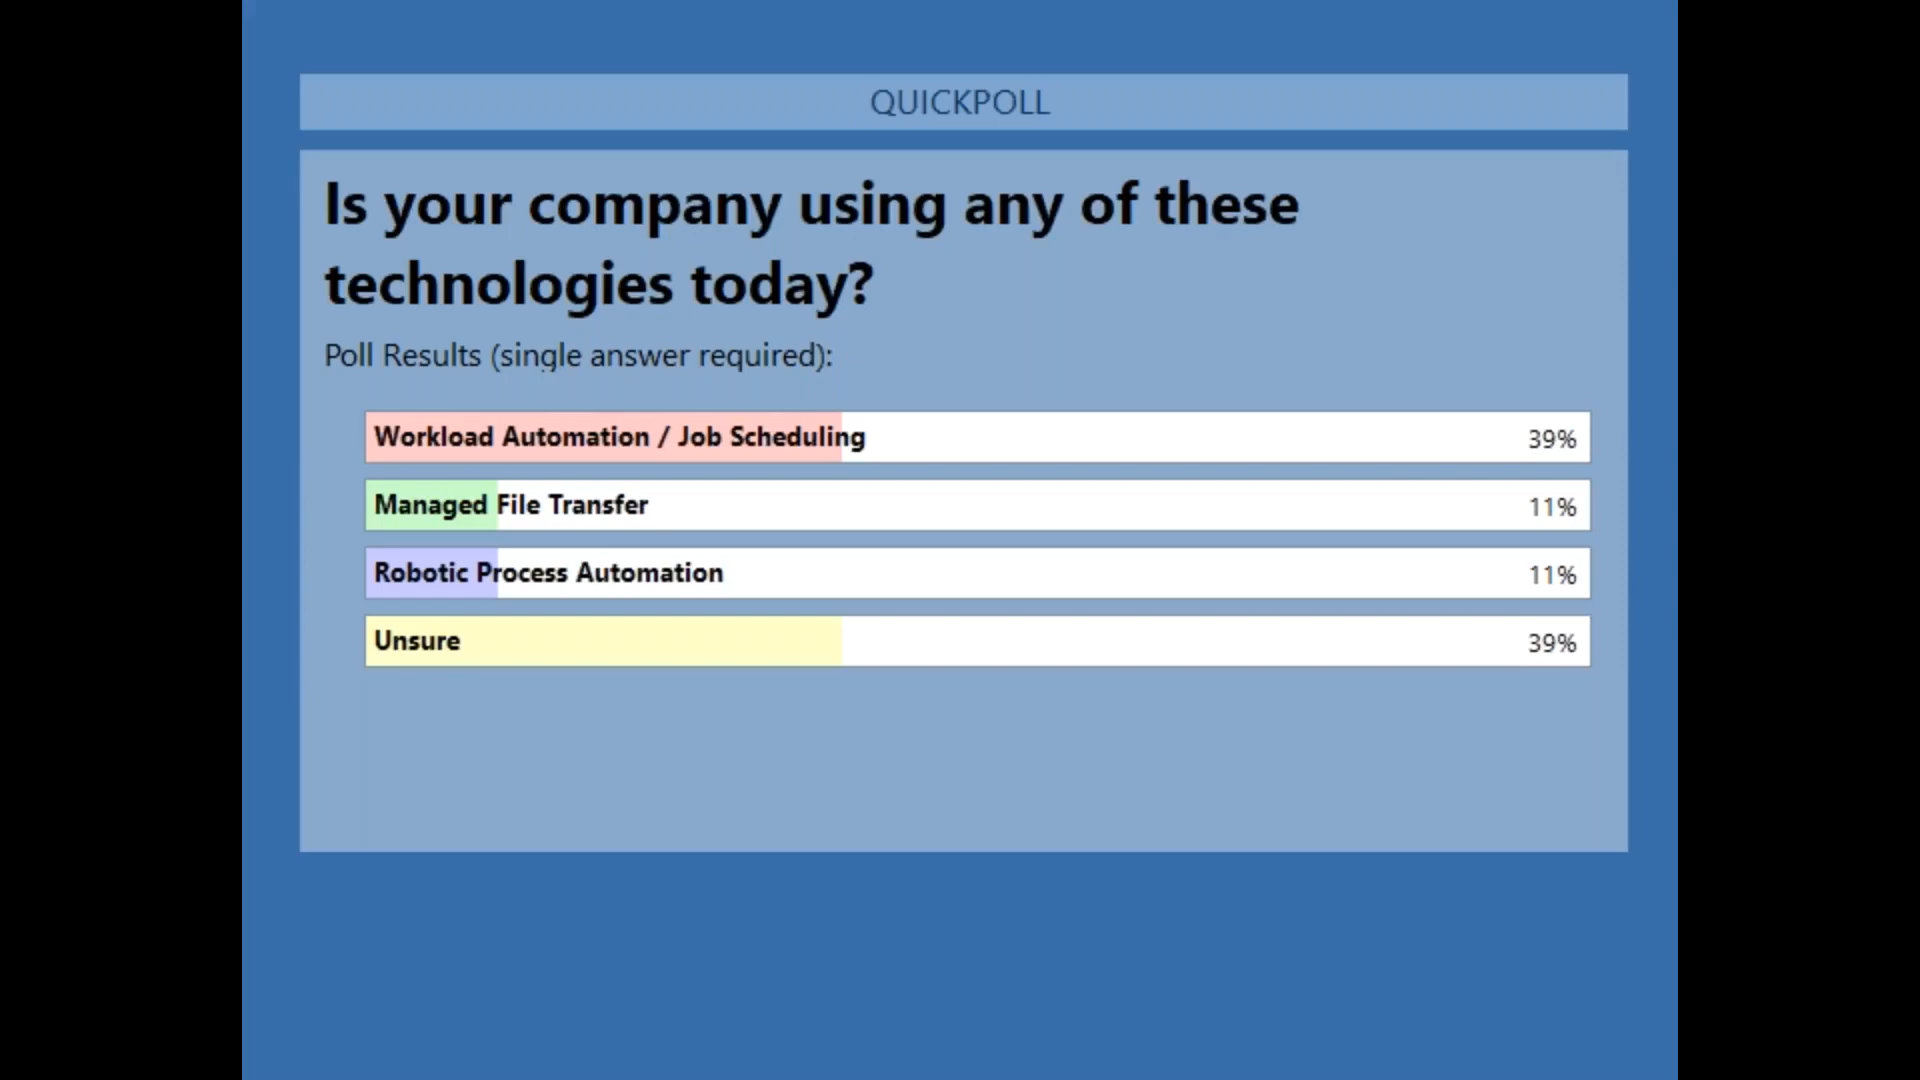 QUICKPOLL
Is your company using any of these
technologies today?
Poll Results (single answer required):
Workload Automation / Job Scheduling 39%
Managed File Transfer 11%
Robotic Process Automation 11%
Unsure 39%